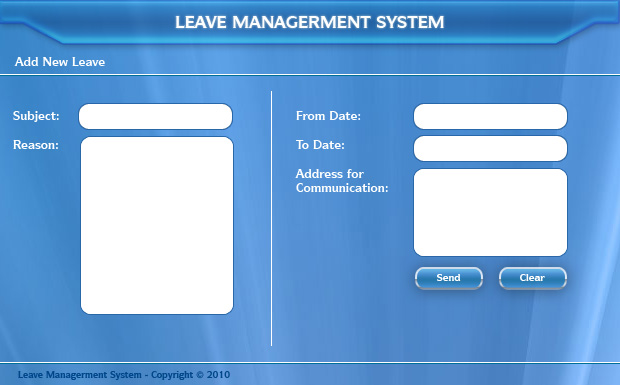 LEAVE MANAGERMENT SYSTEM
Add New Leave
Subject:
Reason:
From Date:
To Date:
Address for
Communication:
Send
Clear
Leave Managerment System - Copyright © 2010